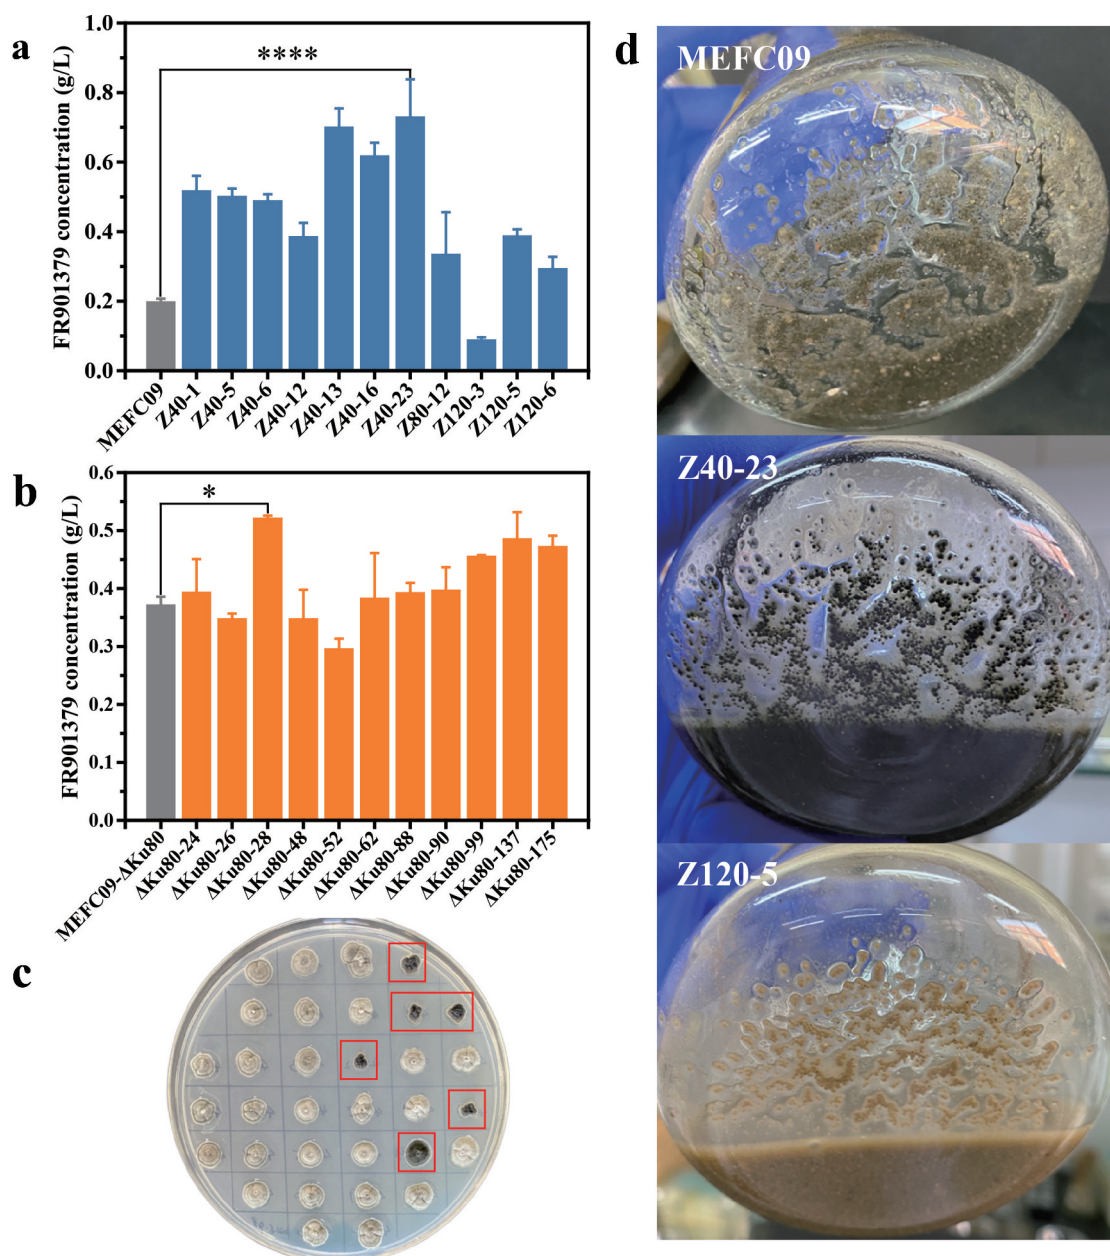 a
FR901379 concentration (g/L)
1.0
0.8
0.6
0.4
0.2
0.0
****
MEFC09
Z40-1
Z40-5
Z40-6
Z40-12
Z40-13
Z40-16
Z40-23
Z80-12
Z120-3
Z120-5
Z120-6
b
FR901379 concentration (g/L)
0.6
0.5
0.4
0.3
0.2
0.1
0.0
*
MEFC09-ΔKu80
ΔKu80-24
ΔKu80-26
ΔKu80-28
ΔKu80-48
ΔKu80-52
ΔKu80-62
ΔKu80-88
ΔKu80-90
ΔKu80-99
ΔKu80-137
ΔKu80-175
c
d
MEFC09
Z40-23
Z120-5